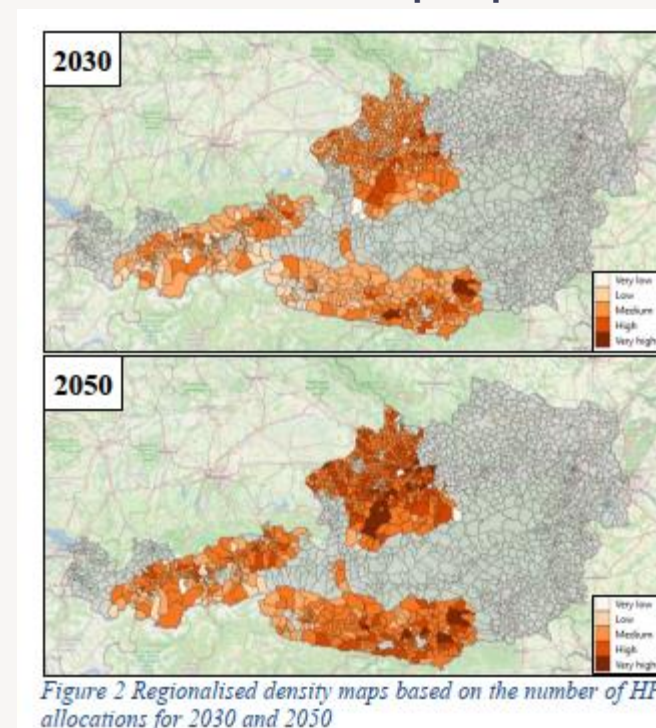 2030
Very low
Low
Medium
High
Very high
2050
Very low
Low
Medium
High
Very high
Figure 2 Regionalised density maps based on the number of HP
allocations for 2030 and 2050